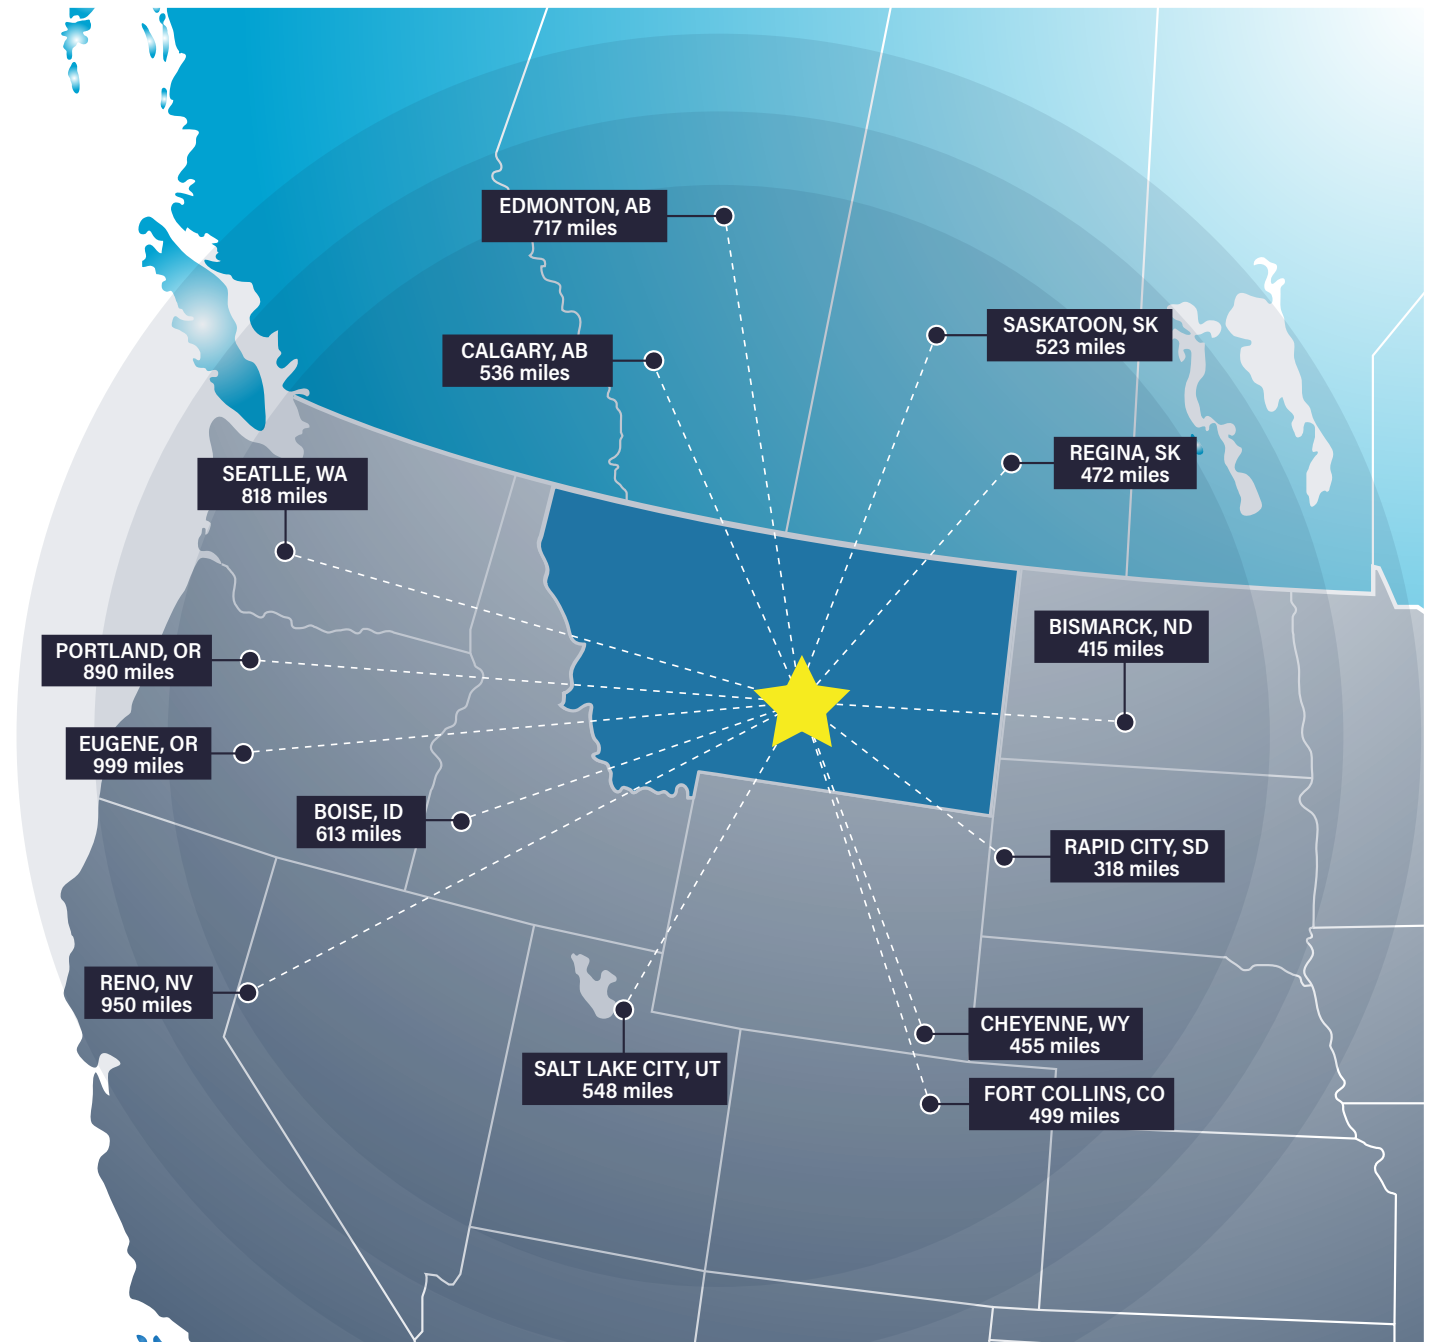 EDMONTON, AB
717 miles
SASKATOON, SK
523 miles
CALGARY, AB
536 miles
REGINA, SK
472 miles
SEATLLE, WA
818 miles
BISMARCK, ND
415 miles
PORTLAND, OR
890 miles
EUGENE, OR
999 miles
BOISE, ID
613 miles
RAPID CITY, SD
318 miles
RENO, NV
950 miles
CHEYENNE, WY
455 miles
SALT LAKE CITY, UT
548 miles
FORT COLLINS, CO
499 miles